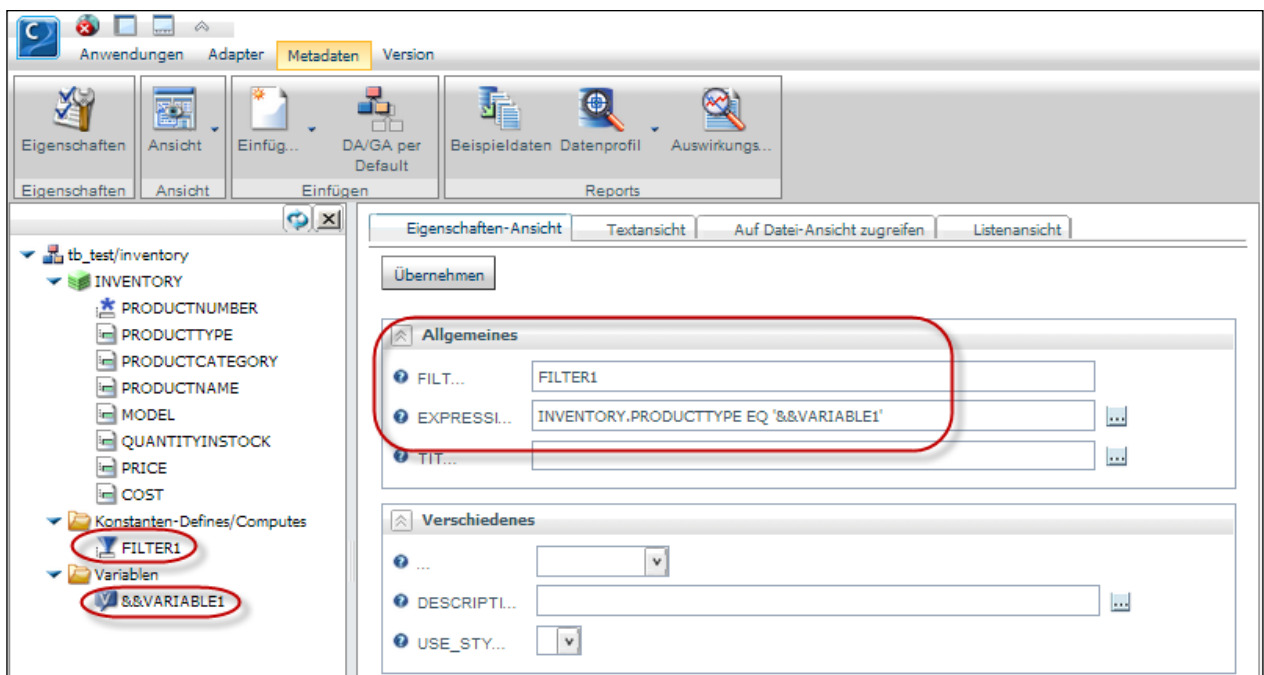 C
Anwendungen Adapter Metadaten Version
Eigenschaften Ansicht Einfüg... DA/GA per Default Beispieldaten Datenprofil Auswirkungs...
Eigenschaften Ansicht Einfügen Reports
Eigenschaften-Ansicht Textansicht Auf Datei-Ansicht zugreifen Listenansicht
tb_test/inventory
INVENTORY
PRODUCTNUMBER
PRODUCTTYPE
PRODUCTCATEGORY
PRODUCTNAME
MODEL
QUANTITYINSTOCK
PRICE
COST
Konstanten-Defines/Computes
FILTER1
Variablen
&&VARIABLE1
Übernehmen
Allgemeines
FILT... FILTER1
EXPRESSI... INVENTORY.PRODUCTTYPE EQ '&&VARIABLE1' ...
TIT... ...
Verschiedenes
...
DESCRIPTI... ...
USE_STY...